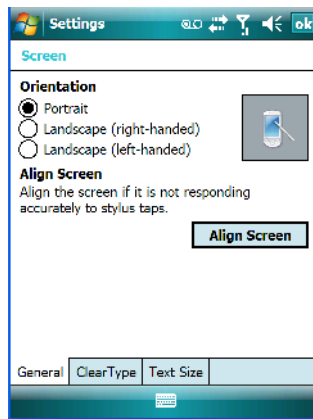 Settings
ok
Screen
Orientation
Portrait
Landscape (right-handed)
Landscape (left-handed)
Align Screen
Align the screen if it is not responding
accurately to stylus taps.
Align Screen
General ClearType Text Size